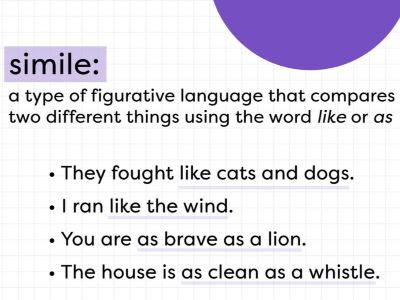 simile:
a type of figurative language that compares
two different things using the word like or as
• They fought like cats and dogs.
• I ran like the wind.
• You are as brave as a lion.
• The house is as clean as a whistle.